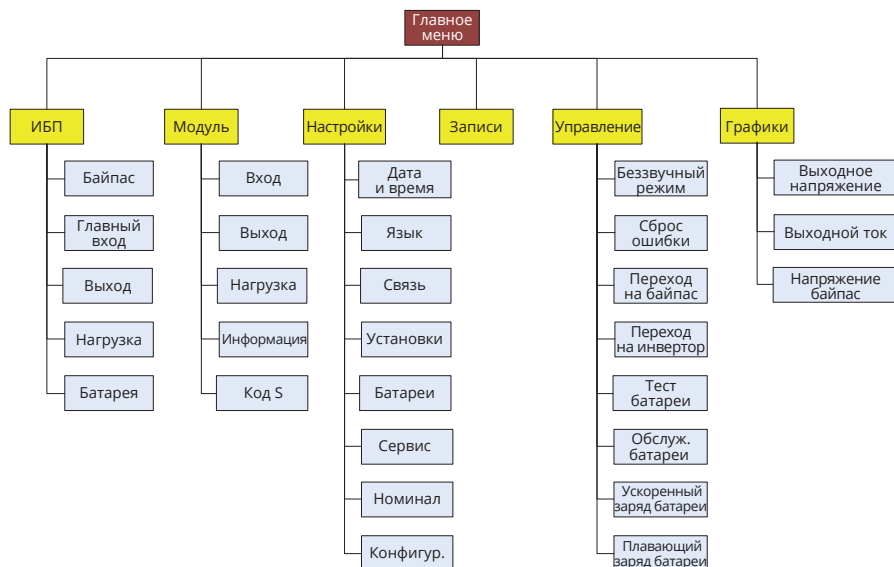 Главное
меню
ИБП
Модуль
Настройки
Записи
Управление
Графики
Байпас
Главный
вход
Выход
Нагрузка
Батарея
Вход
Выход
Нагрузка
Информация
Код S
Дата
и время
Язык
Связь
Установки
Батареи
Сервис
Номинал
Конфигур.
Беззвучный
режим
Сброс
ошибки
Переход
на байпас
Переход
на инвертор
Тест
батареи
Обслуж.
батареи
Ускоренный
заряд батареи
Плавающий
заряд батареи
Выходное
напряжение
Выходной ток
Напряжение
байпас